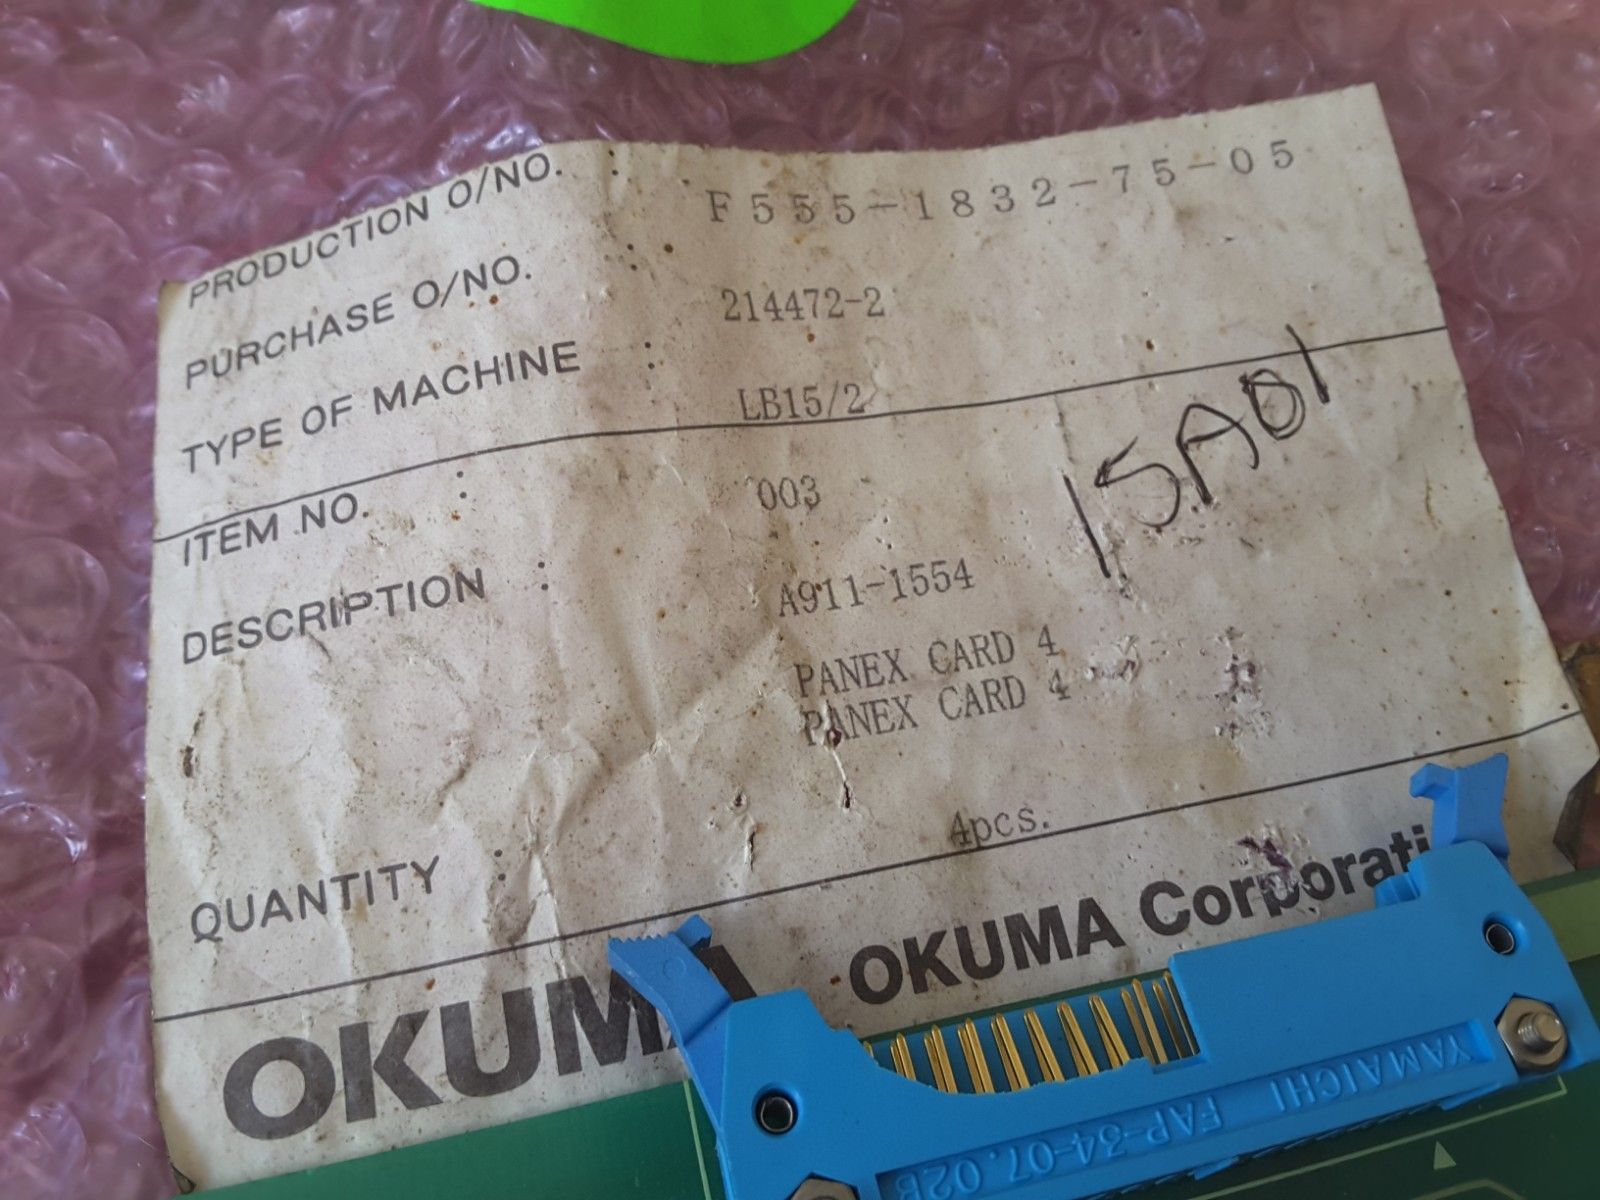 PRODUCTION O/NO. : F555-1832-75-05
PURCHASE O/NO. : 214472-2
TYPE OF MACHINE : LB15/2
ITEM NO. : 003
15A01
DESCRIPTION : A911-1554
PANEX CARD 4
PANEX CARD 4
QUANTITY : 4pcs.
OKUMA OKUMA Corporati
YAMAICHI FAP-34-07.02B